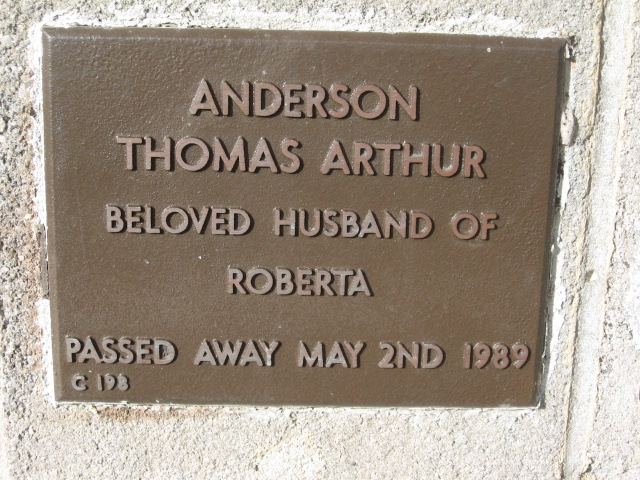 ANDERSON
THOMAS ARTHUR
BELOVED HUSBAND OF
ROBERTA
PASSED AWAY MAY 2ND 1989
C 198